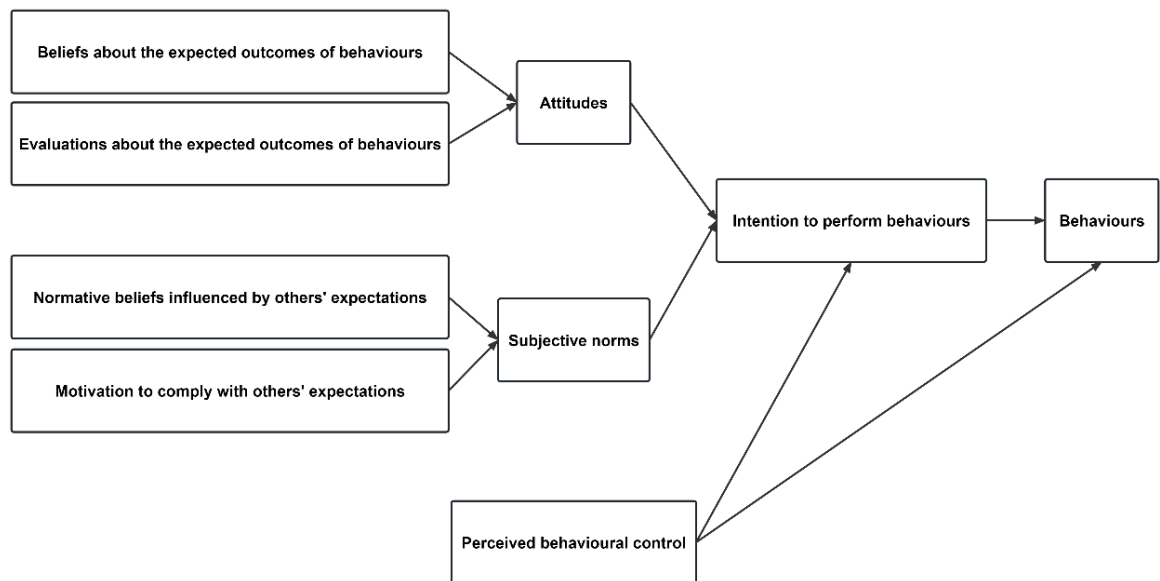 Beliefs about the expected outcomes of behaviours
Evaluations about the expected outcomes of behaviours
Attitudes
Intention to perform behaviours
Behaviours
Normative beliefs influenced by others' expectations
Subjective norms
Motivation to comply with others' expectations
Perceived behavioural control